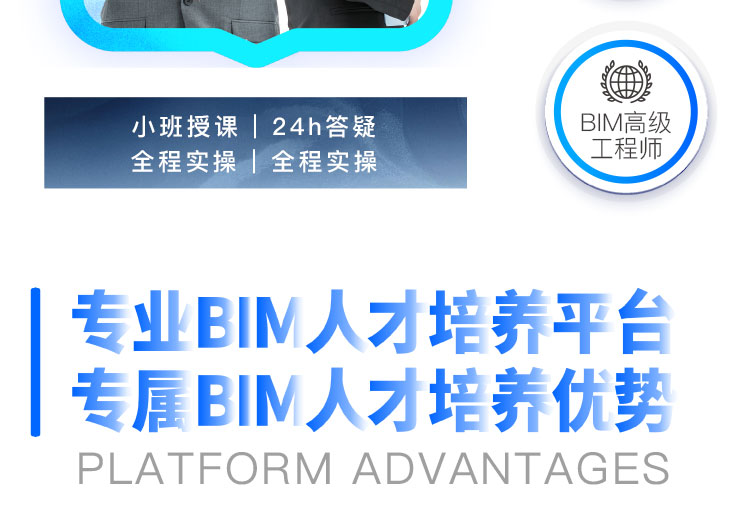 小班授课｜24h答疑
全程实操｜全程实操
BIM高级
工程师
专业BIM人才培养平台
专属BIM人才培养优势
PLATFORM ADVANTAGES